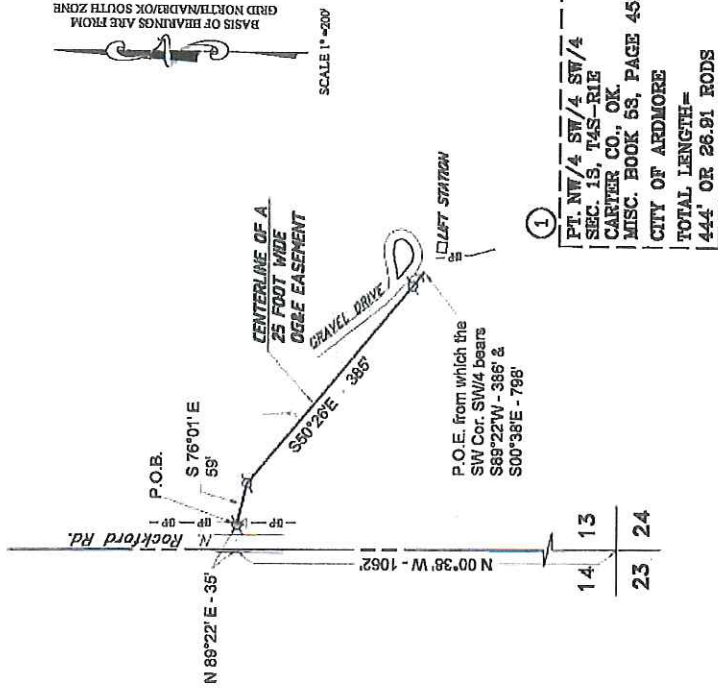 BASIS OF BEARINGS ARE FROM
GRID NORTH/NAD83/OK SOUTH ZONE
SCALE 1"=200'
N. Rockford Rd.
N 89°22' E - 35'
P.O.B.
S 76°01' E
59'
UP
UP
UP
CENTERLINE OF A
25 FOOT WIDE
OG&E EASEMENT
GRAVEL DRIVE
S50°26'E - 385'
LIFT STATION
UP
P.O.E. from which the
SW Cor. SW/4 bears
S89°22'W - 386' &
S00°38'E - 798'
N 00°38' W - 1062'
14 13
23 24
1
PT. NW/4 SW/4 SW/4
SEC. 13, T4S-R1E
CARTER CO., OK.
MISC. BOOK 53, PAGE 45
CITY OF ARDMORE
TOTAL LENGTH=
444' OR 26.91 RODS